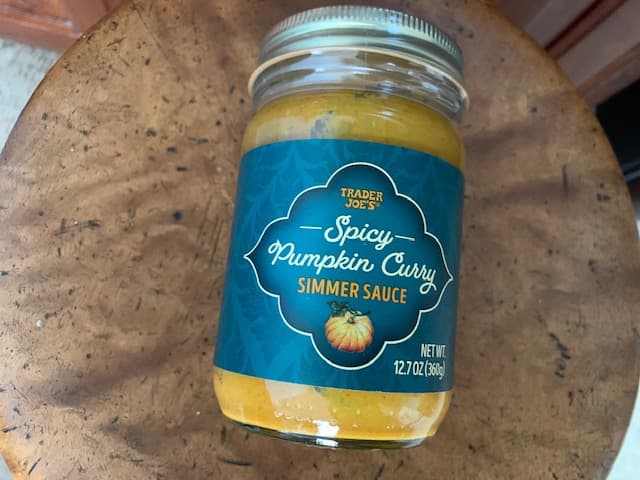 TRADER
JOE'S
Spicy
Pumpkin Curry
SIMMER SAUCE
NET WT.
12.7 OZ (360g)